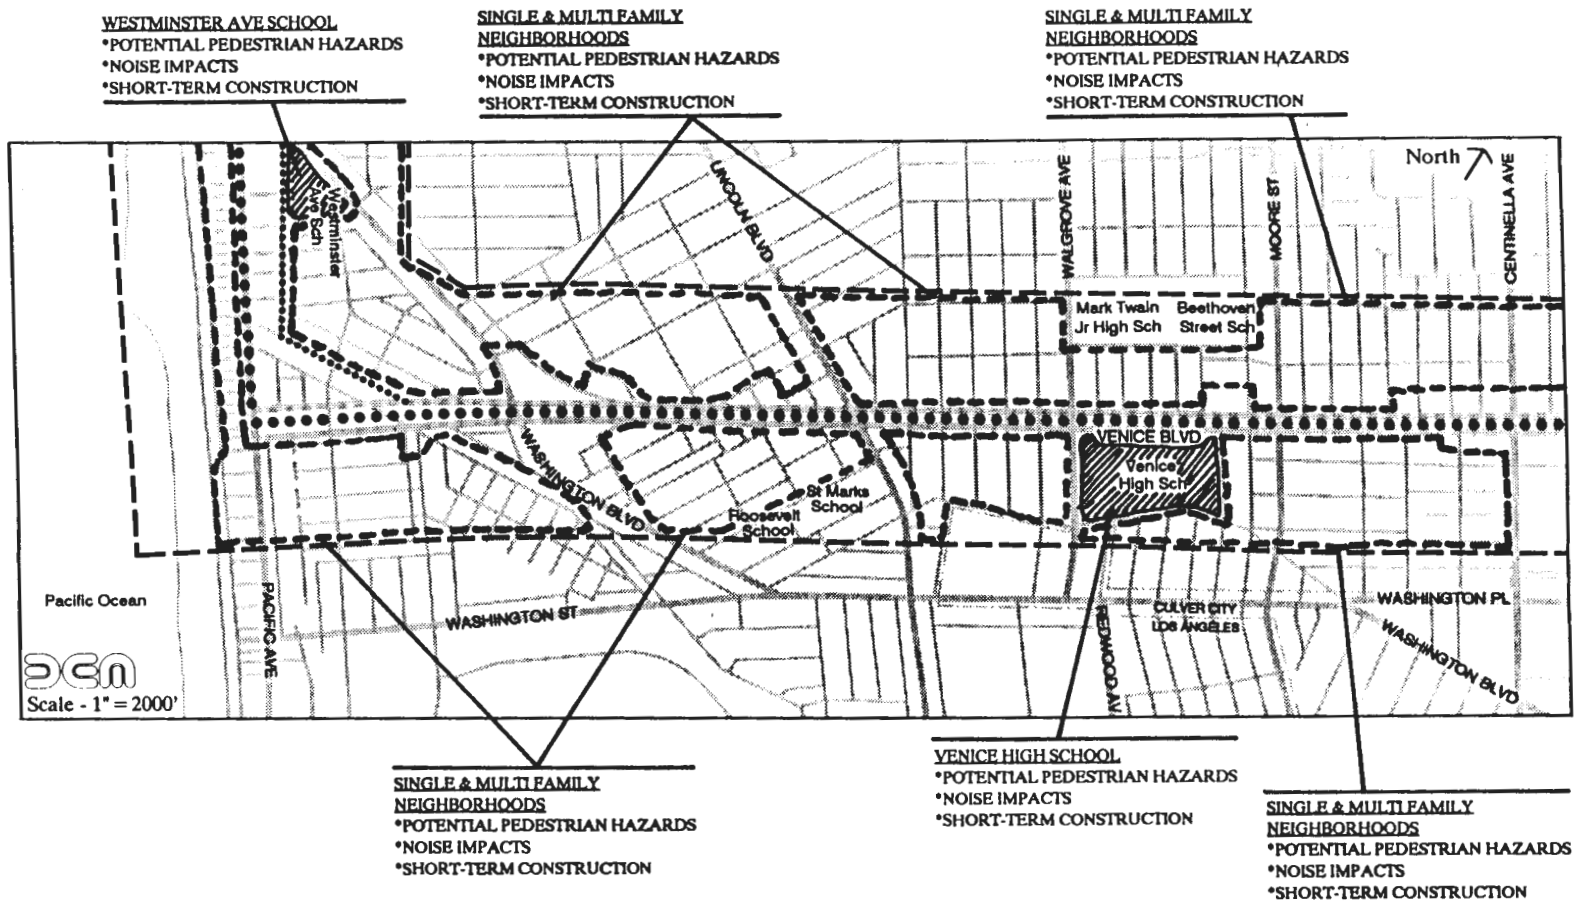 WESTMINSTER AVE SCHOOL
*POTENTIAL PEDESTRIAN HAZARDS
*NOISE IMPACTS
*SHORT-TERM CONSTRUCTION
SINGLE & MULTI FAMILY
NEIGHBORHOODS
*POTENTIAL PEDESTRIAN HAZARDS
*NOISE IMPACTS
*SHORT-TERM CONSTRUCTION
SINGLE & MULTI FAMILY
NEIGHBORHOODS
*POTENTIAL PEDESTRIAN HAZARDS
*NOISE IMPACTS
*SHORT-TERM CONSTRUCTION
North
Westminster
Ave Sch
LINCOLN BLVD
WALGROVE AVE
MOORE ST
CENTINELLA AVE
Mark Twain
Jr High Sch
Beethoven
Street Sch
VENICE BLVD
Venice
High Sch
WASHINGTON BLVD
St Marks
School
Roosevelt
School
Pacific Ocean
PACIFIC AVE
WASHINGTON ST
REDWOOD AV
CULVER CITY
LOS ANGELES
WASHINGTON PL
WASHINGTON BLVD
Scale - 1" = 2000'
SINGLE & MULTI FAMILY
NEIGHBORHOODS
*POTENTIAL PEDESTRIAN HAZARDS
*NOISE IMPACTS
*SHORT-TERM CONSTRUCTION
VENICE HIGH SCHOOL
*POTENTIAL PEDESTRIAN HAZARDS
*NOISE IMPACTS
*SHORT-TERM CONSTRUCTION
SINGLE & MULTI FAMILY
NEIGHBORHOODS
*POTENTIAL PEDESTRIAN HAZARDS
*NOISE IMPACTS
*SHORT-TERM CONSTRUCTION